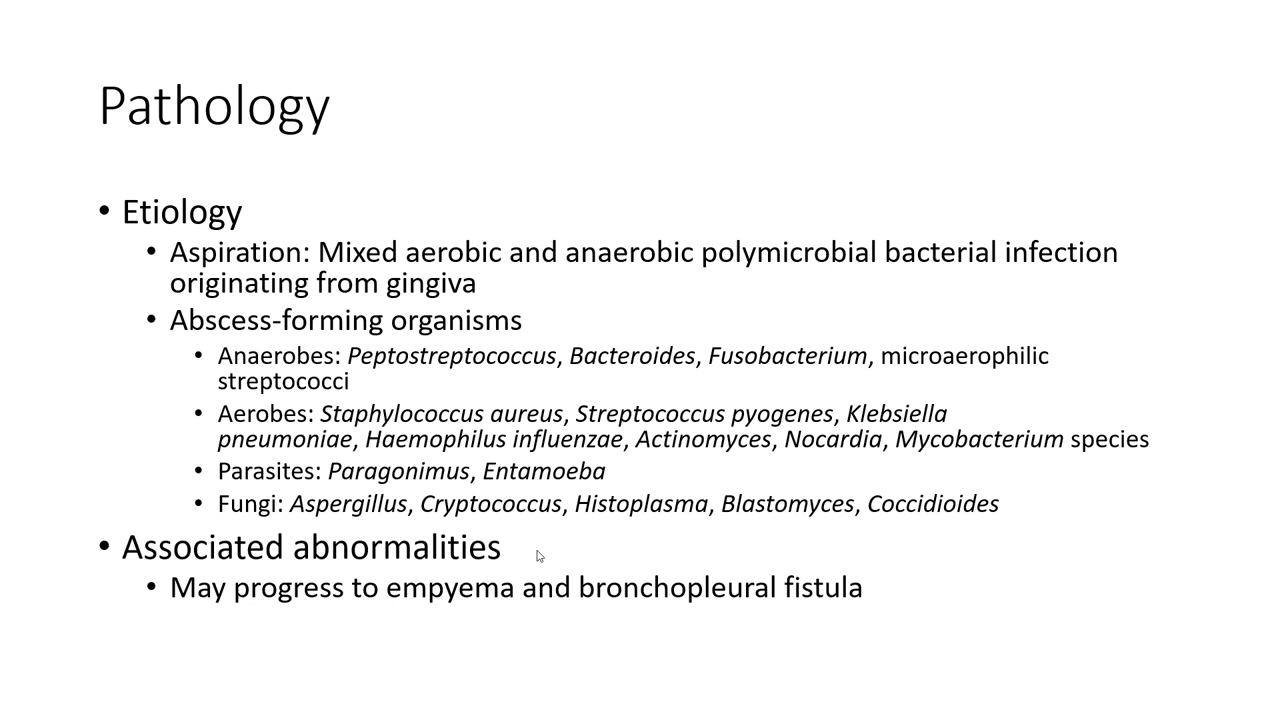 Pathology
• Etiology
• Aspiration: Mixed aerobic and anaerobic polymicrobial bacterial infection
originating from gingiva
• Abscess-forming organisms
• Anaerobes: Peptostreptococcus, Bacteroides, Fusobacterium, microaerophilic
streptococci
• Aerobes: Staphylococcus aureus, Streptococcus pyogenes, Klebsiella
pneumoniae, Haemophilus influenzae, Actinomyces, Nocardia, Mycobacterium species
• Parasites: Paragonimus, Entamoeba
• Fungi: Aspergillus, Cryptococcus, Histoplasma, Blastomyces, Coccidioides
• Associated abnormalities
• May progress to empyema and bronchopleural fistula